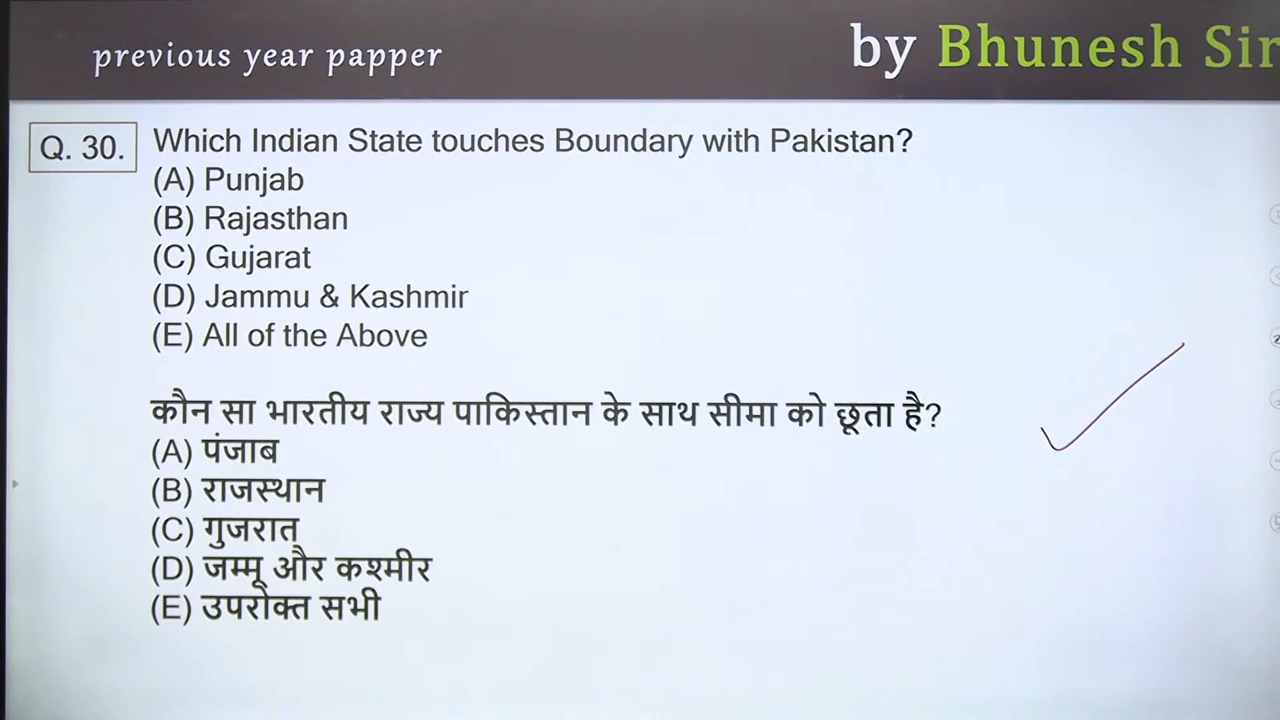 previous year papper
by Bhunesh Sir
Q. 30.
Which Indian State touches Boundary with Pakistan?
(A) Punjab
(B) Rajasthan
(C) Gujarat
(D) Jammu & Kashmir
(E) All of the Above
कौन सा भारतीय राज्य पाकिस्तान के साथ सीमा को छूता है?
(A) पंजाब
(B) राजस्थान
(C) गुजरात
(D) जम्मू और कश्मीर
(E) उपरोक्त सभी